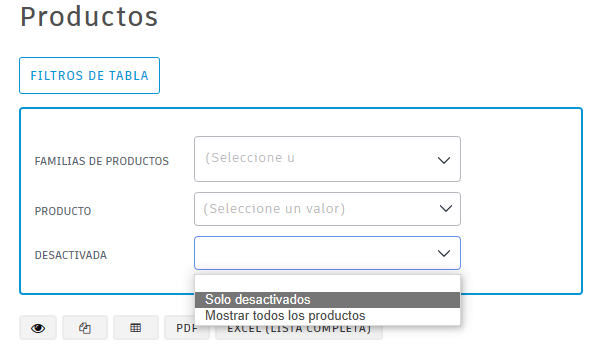 Productos
FILTROS DE TABLA
FAMILIAS DE PRODUCTOS
(Seleccione u
PRODUCTO
(Seleccione un valor)
DESACTIVADA
Solo desactivados
Mostrar todos los productos
PDF
EXCEL (LISTA COMPLETA)